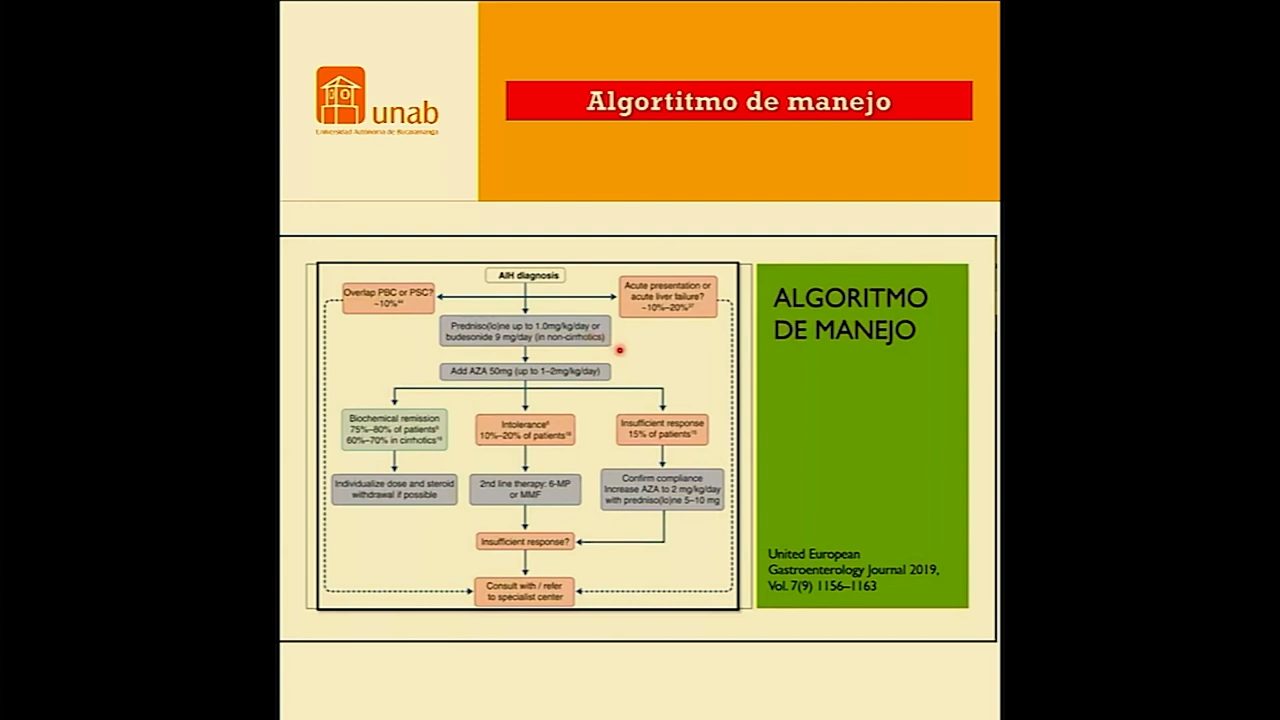 unab
Universidad Autónoma de Bucaramanga
Algortitmo de manejo
AIH diagnosis
Overlap PBC or PSC?
~10%
Acute presentation or
acute liver failure?
~10%–20%
Predniso(lo)ne up to 1.0mg/kg/day or
budesonide 9 mg/day (in non-cirrhotics)
Add AZA 50mg (up to 1–2mg/kg/day)
Biochemical remission
75%–80% of patients
60%–70% in cirrhotics
Intolerance
10%–20% of patients
Insufficient response
15% of patients
Individualize dose and steroid
withdrawal if possible
2nd line therapy: 6-MP
or MMF
Confirm compliance
Increase AZA to 2 mg/kg/day
with predniso(lo)ne 5–10 mg
Insufficient response?
Consult with / refer
to specialist center
ALGORITMO
DE MANEJO
United European
Gastroenterology Journal 2019,
Vol. 7(9) 1156–1163